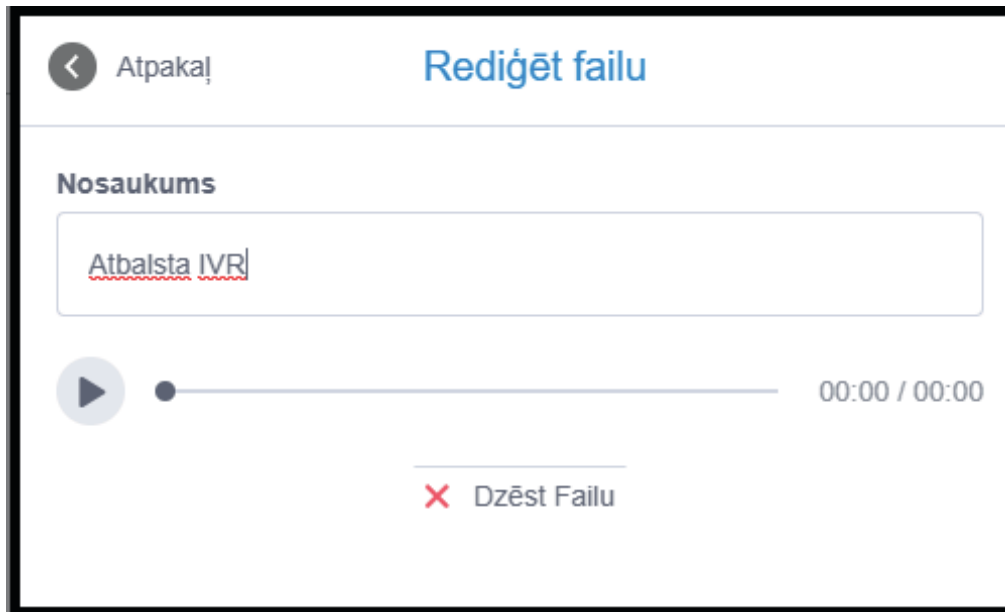 Atpakaļ
Rediģēt failu
Nosaukums
Atbalsta IVR
00:00 / 00:00
Dzēst Failu